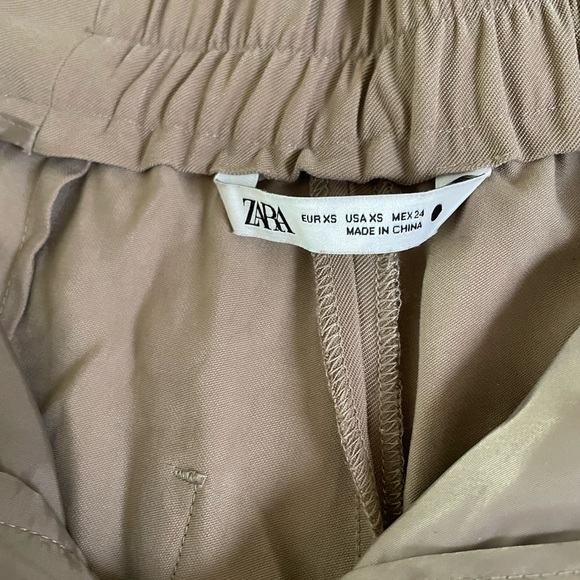 ZARA
EUR XS USA XS MEX 24
MADE IN CHINA